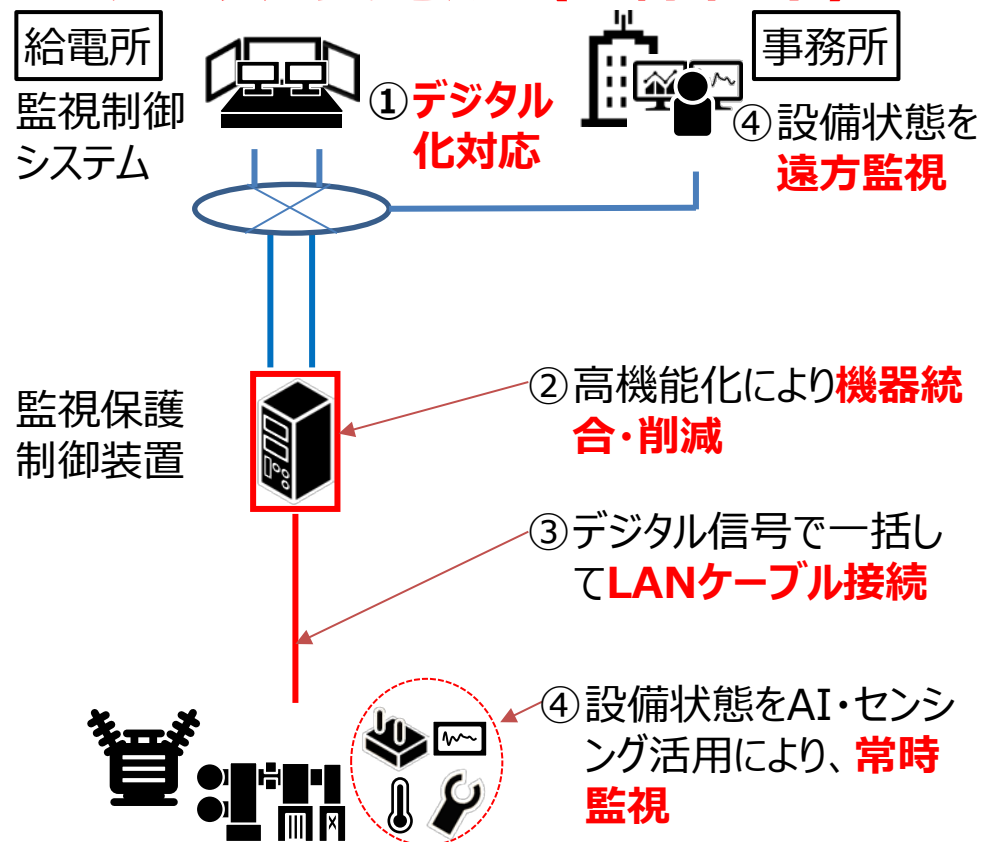 給電所
監視制御
システム
①デジタル
化対応
事務所
④設備状態を
遠方監視
監視保護
制御装置
②高機能化により機器統
合・削減
③デジタル信号で一括し
てLANケーブル接続
④設備状態をAI・センシ
ング活用により、常時
監視